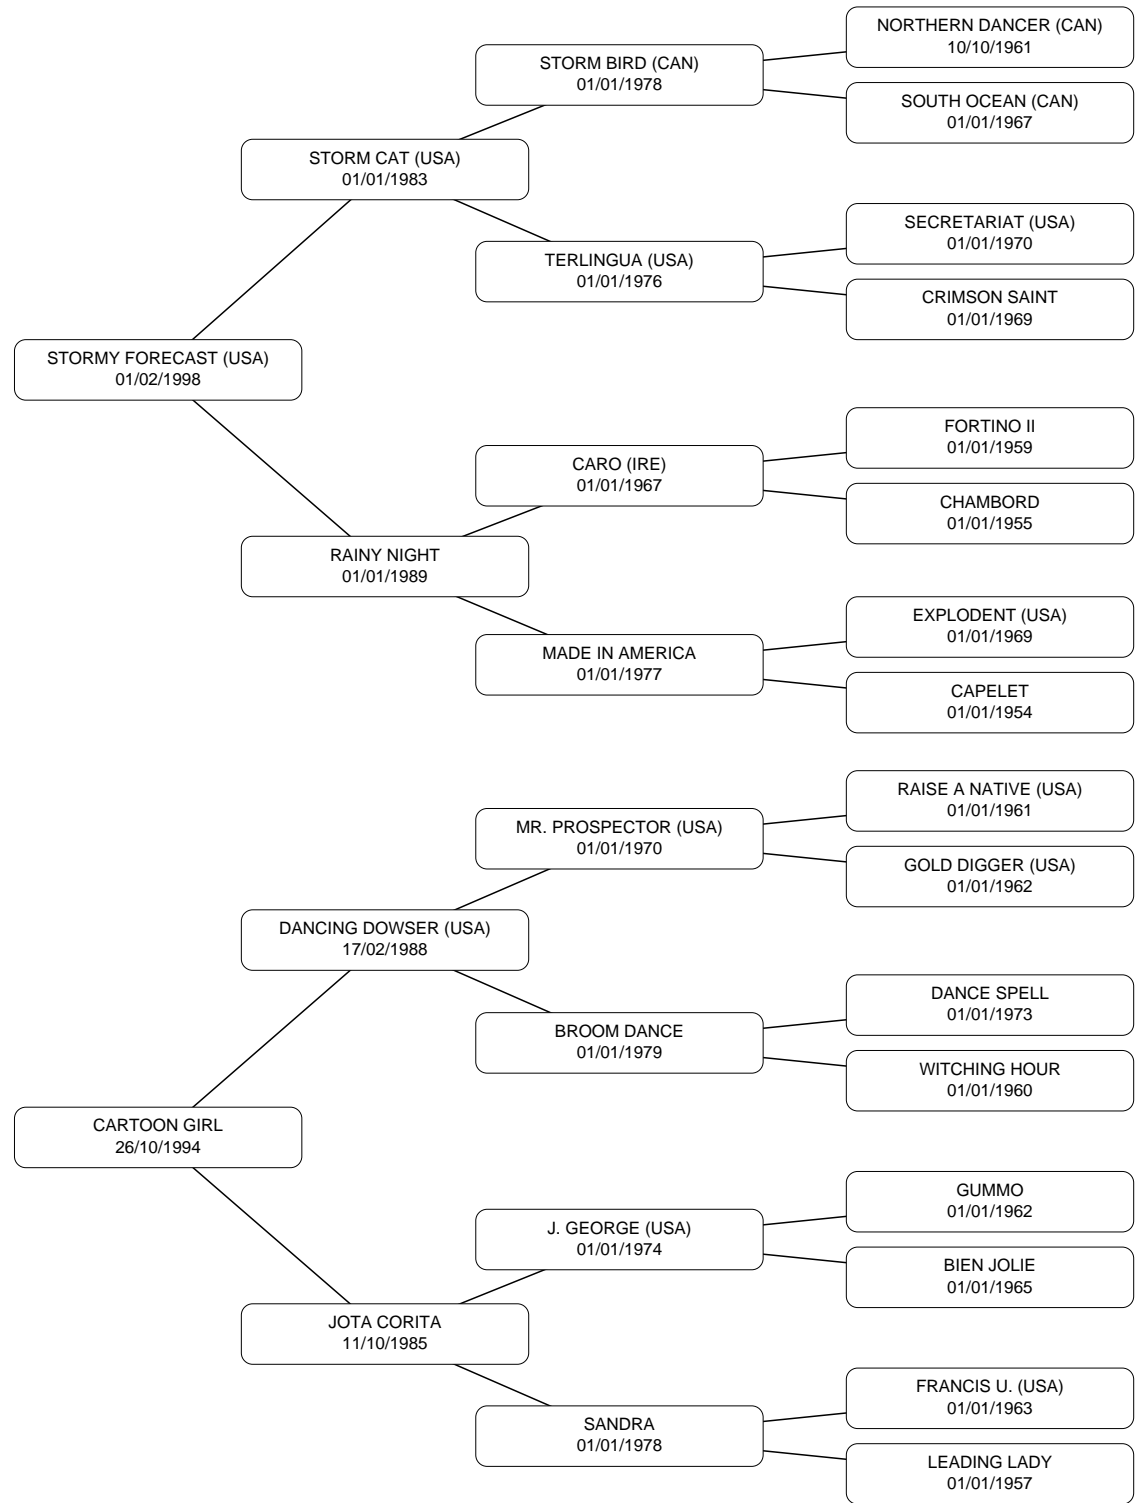 NORTHERN DANCER (CAN)
10/10/1961
STORM BIRD (CAN)
01/01/1978
SOUTH OCEAN (CAN)
01/01/1967
STORM CAT (USA)
01/01/1983
SECRETARIAT (USA)
01/01/1970
TERLINGUA (USA)
01/01/1976
CRIMSON SAINT
01/01/1969
STORMY FORECAST (USA)
01/02/1998
FORTINO II
01/01/1959
CARO (IRE)
01/01/1967
CHAMBORD
01/01/1955
RAINY NIGHT
01/01/1989
EXPLODENT (USA)
01/01/1969
MADE IN AMERICA
01/01/1977
CAPELET
01/01/1954
RAISE A NATIVE (USA)
01/01/1961
MR. PROSPECTOR (USA)
01/01/1970
GOLD DIGGER (USA)
01/01/1962
DANCING DOWSER (USA)
17/02/1988
DANCE SPELL
01/01/1973
BROOM DANCE
01/01/1979
WITCHING HOUR
01/01/1960
CARTOON GIRL
26/10/1994
GUMMO
01/01/1962
J. GEORGE (USA)
01/01/1974
BIEN JOLIE
01/01/1965
JOTA CORITA
11/10/1985
FRANCIS U. (USA)
01/01/1963
SANDRA
01/01/1978
LEADING LADY
01/01/1957